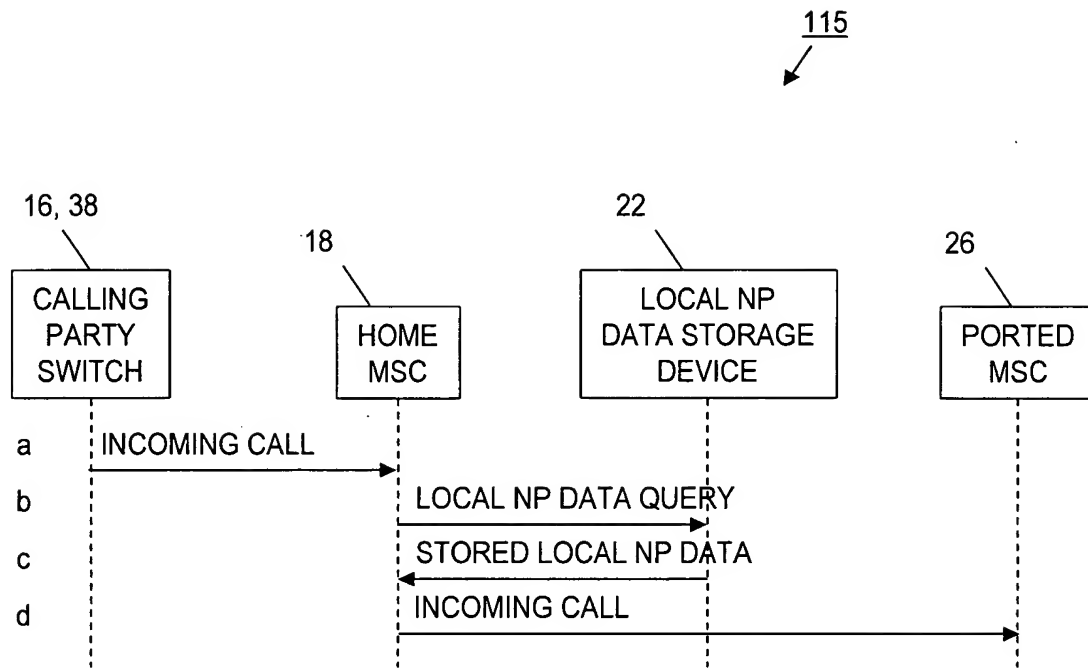 115
16, 38
18
22
26
CALLING
PARTY
SWITCH
HOME
MSC
LOCAL NP
DATA STORAGE
DEVICE
PORTED
MSC
a INCOMING CALL
b LOCAL NP DATA QUERY
c STORED LOCAL NP DATA
d INCOMING CALL